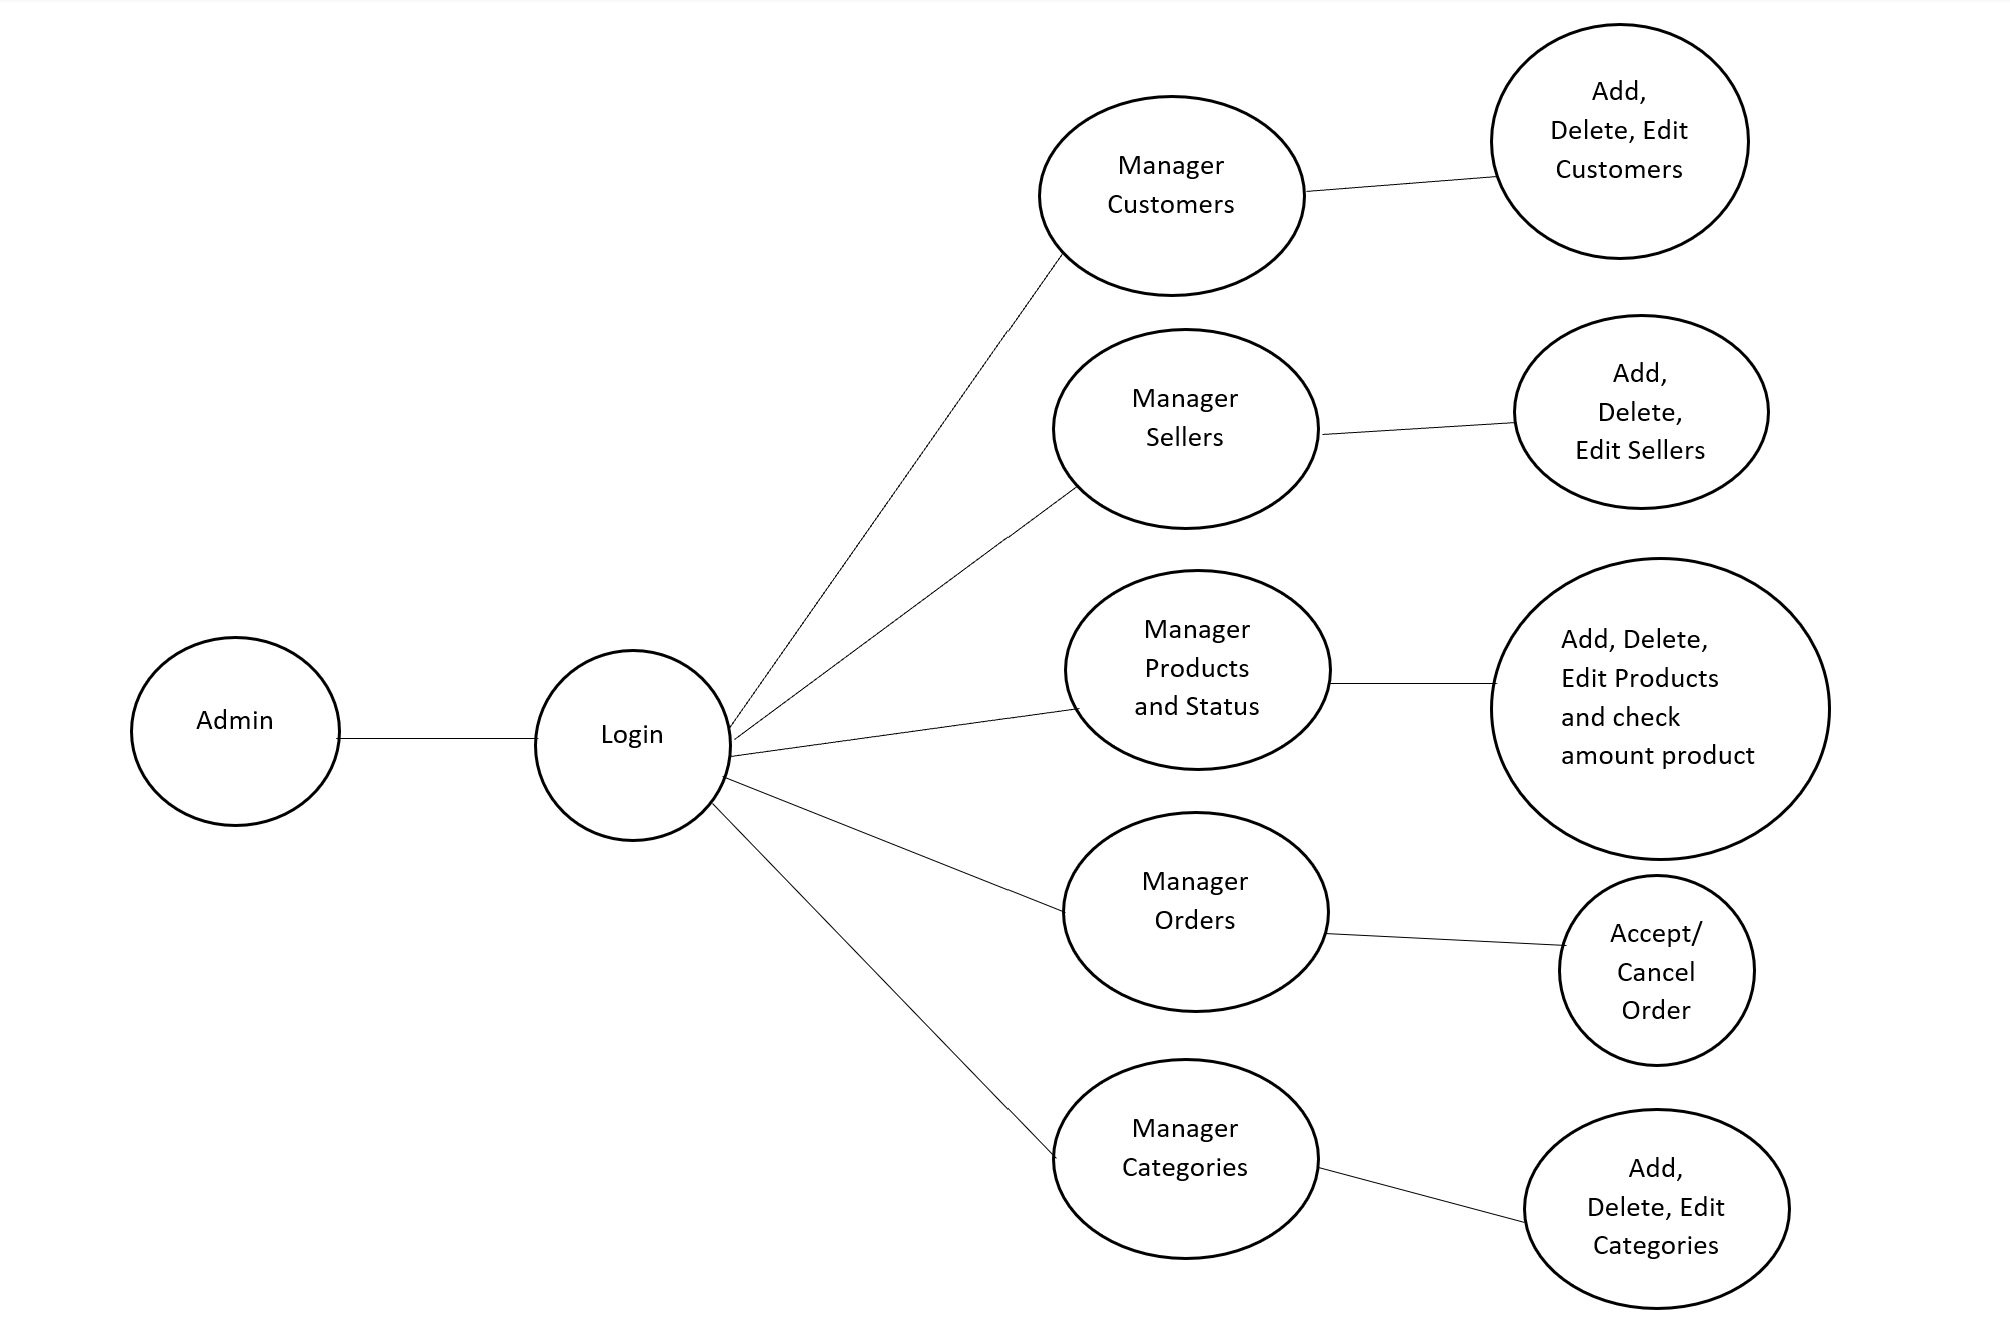 Admin
Login
Manager
Customers
Add,
Delete, Edit
Customers
Manager
Sellers
Add,
Delete,
Edit Sellers
Manager
Products
and Status
Add, Delete,
Edit Products
and check
amount product
Manager
Orders
Accept/
Cancel
Order
Manager
Categories
Add,
Delete, Edit
Categories